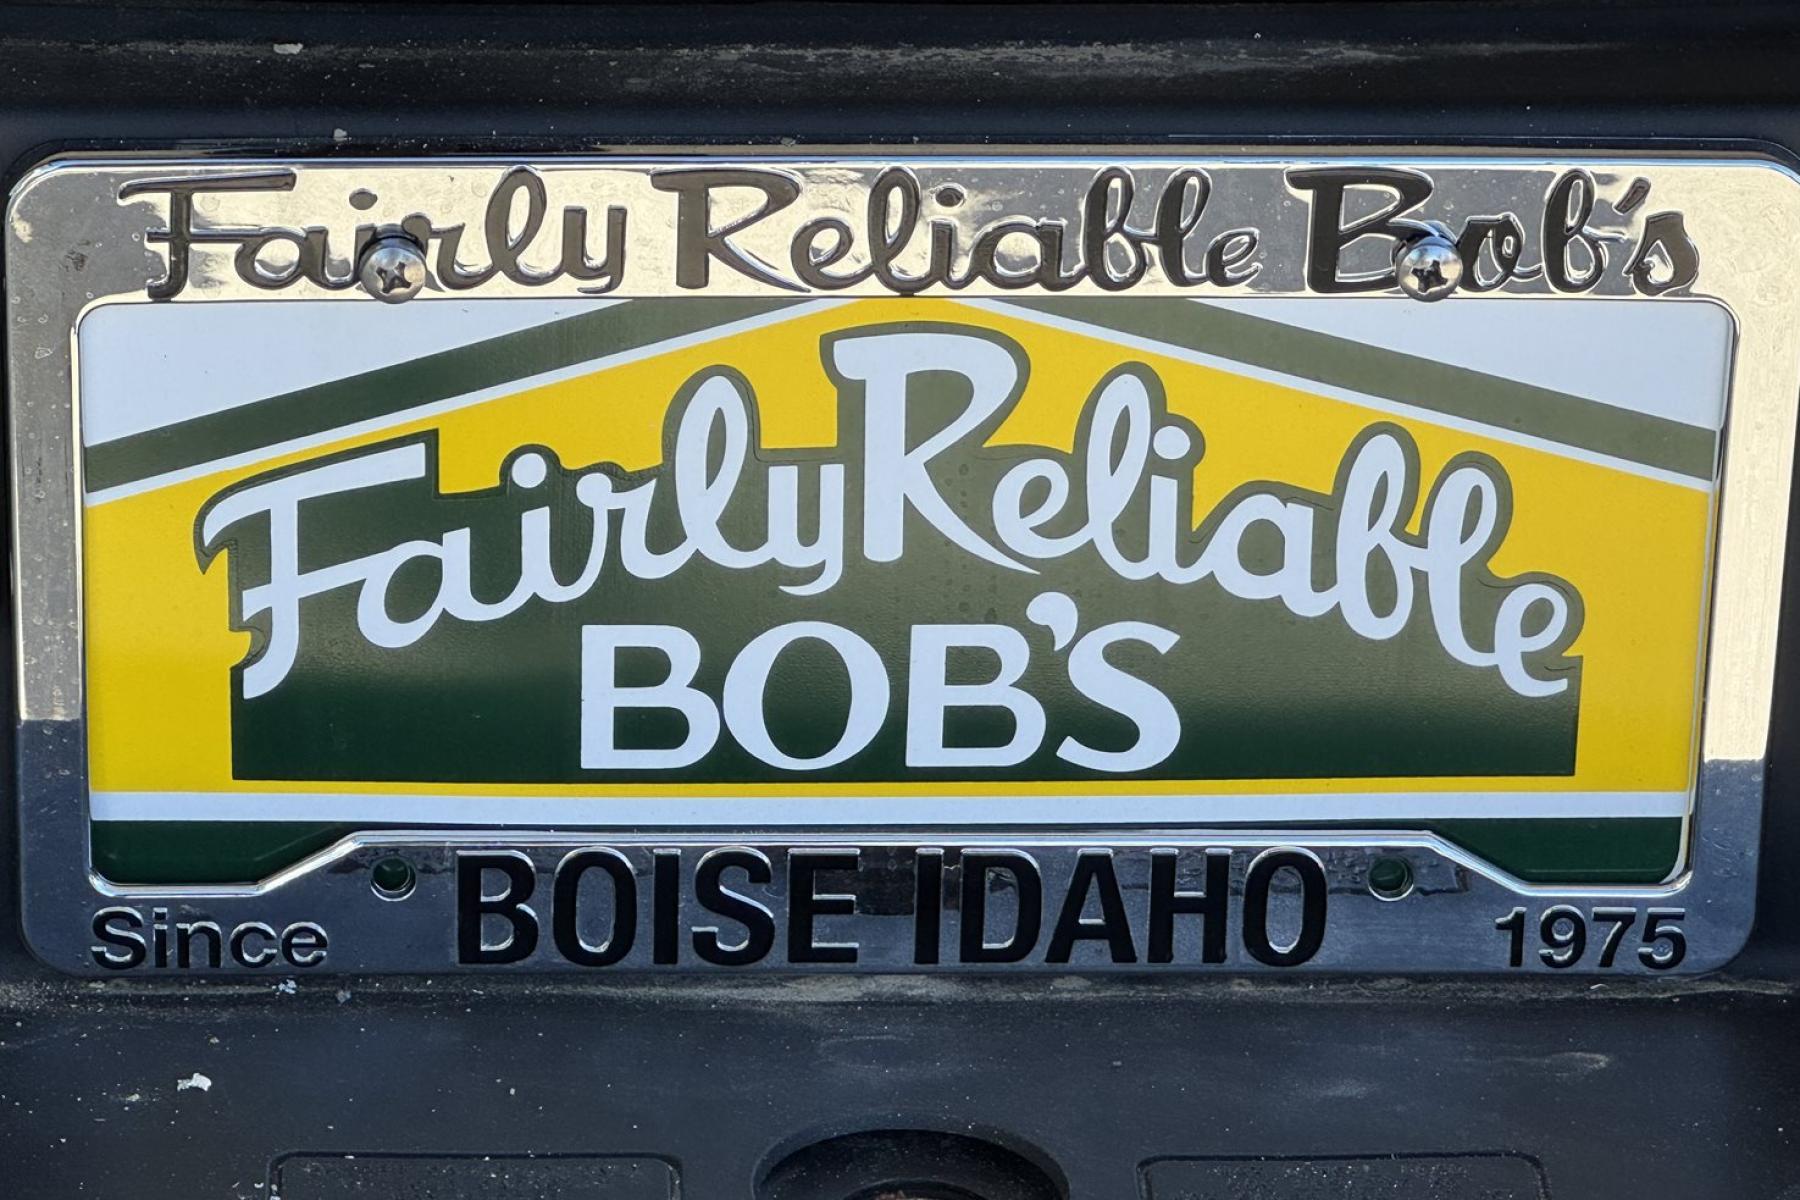 Fairly Reliable Bob's
Fairly Reliable
BOB'S
BOISE IDAHO
Since 1975